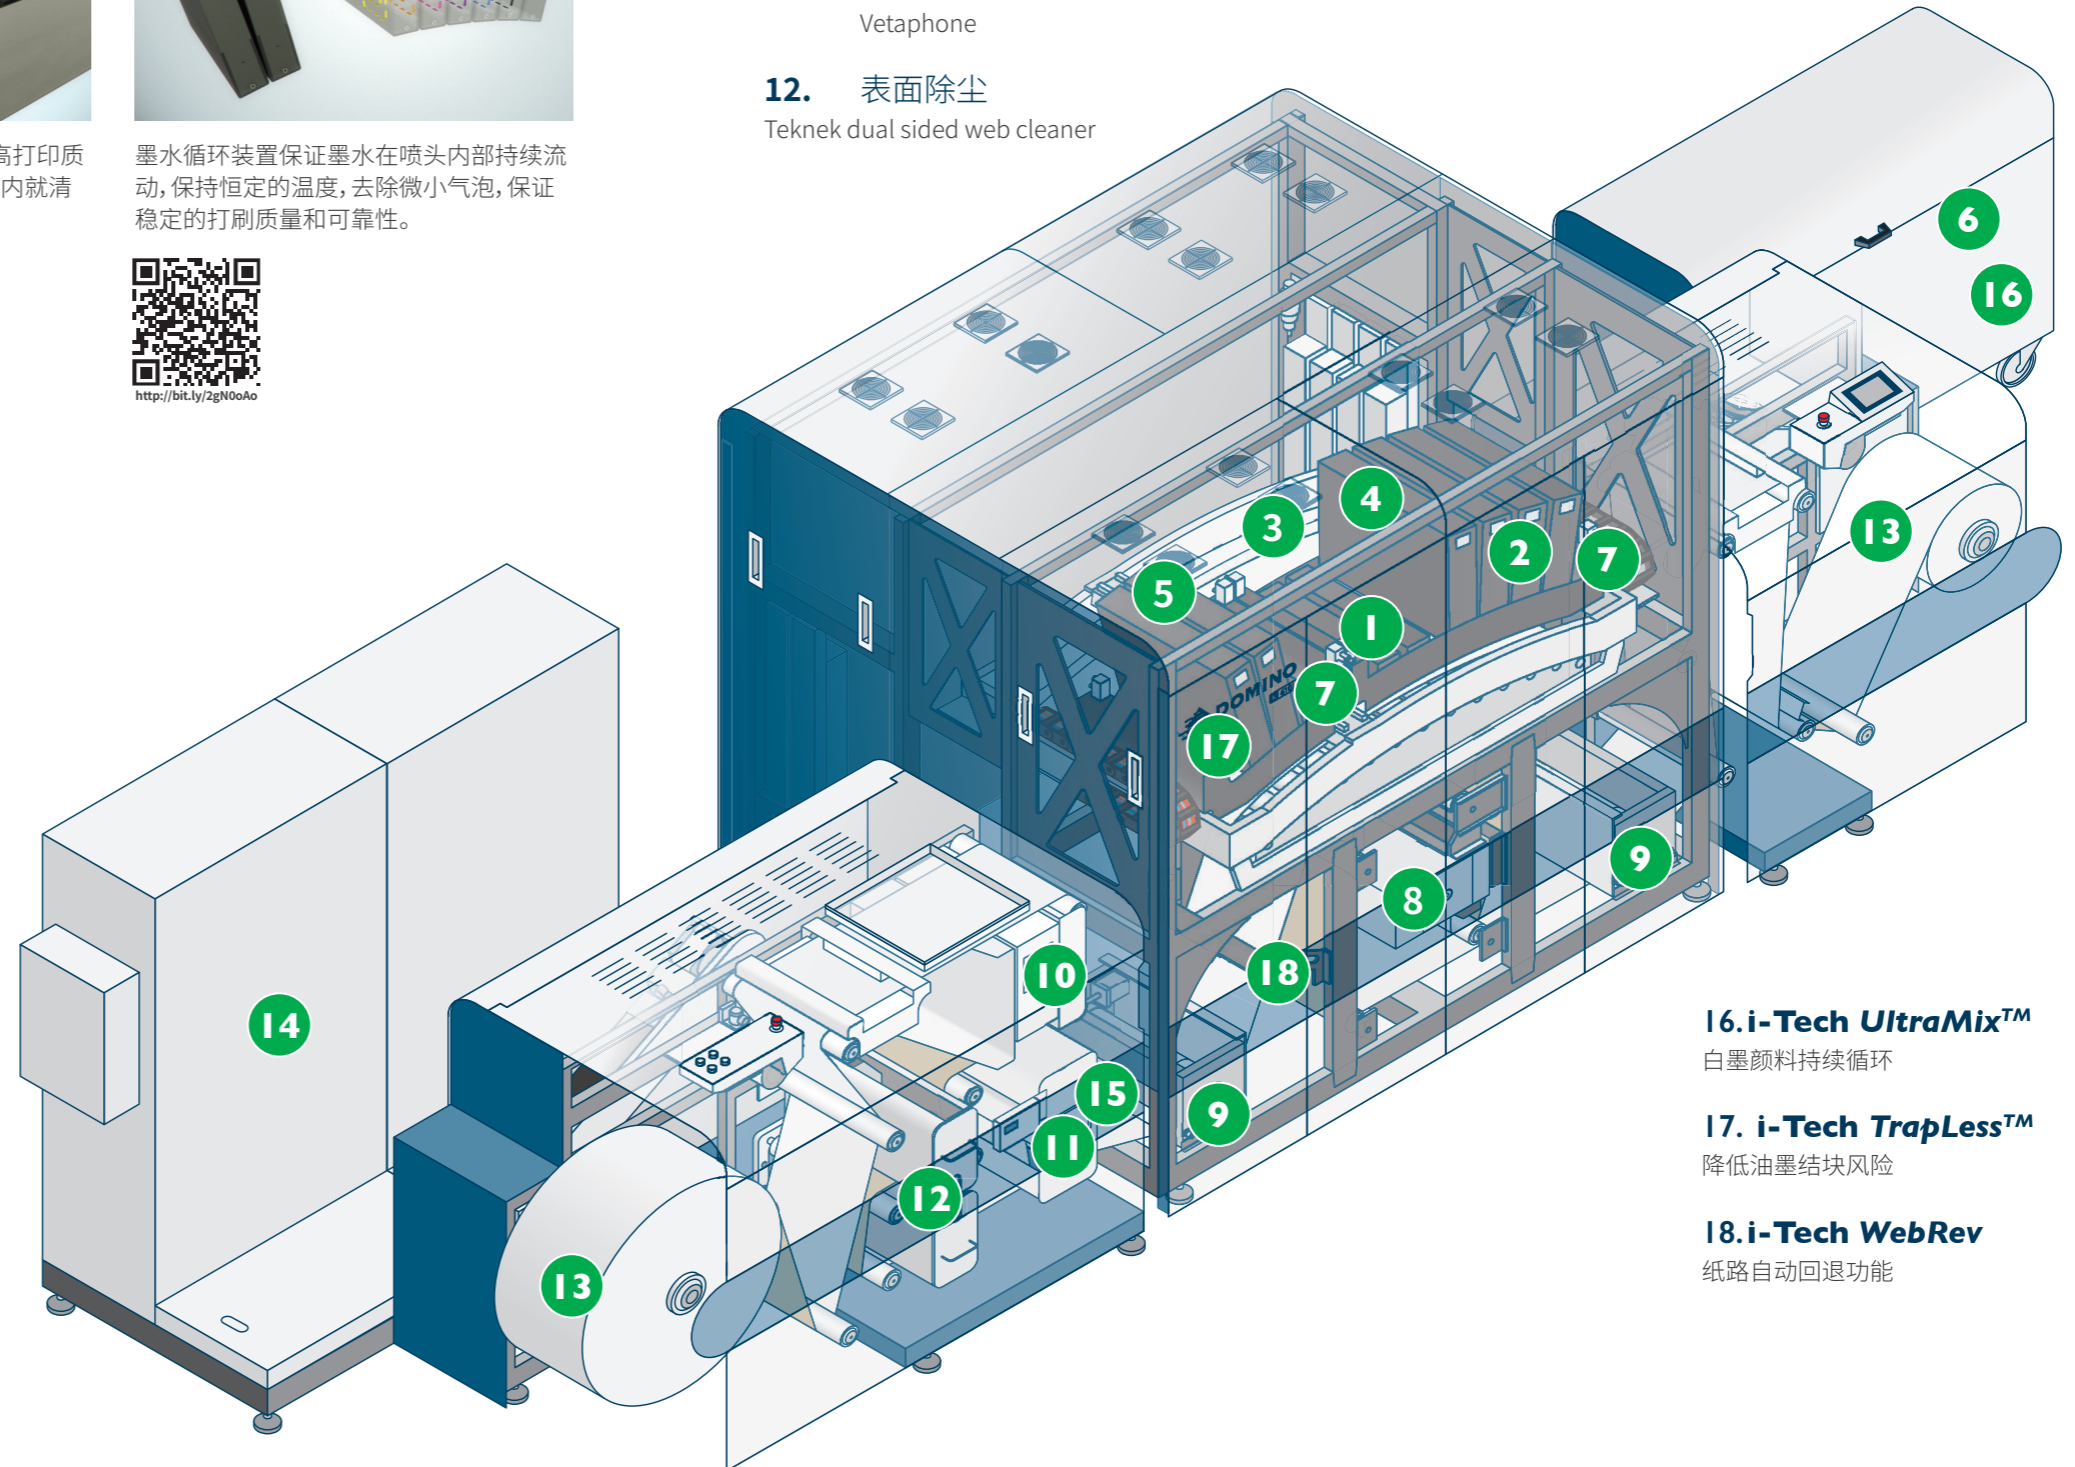 Vetaphone
12. 表面除尘
Teknek dual sided web cleaner
高打印质
内就清
墨水循环装置保证墨水在喷头内部持续流
动，保持恒定的温度，去除微小气泡，保证
稳定的打刷质量和可靠性。
http://bit.ly/2gN0oAo
6
16
4
3
13
2
7
5
1
7
DOMINO
17
9
8
10
18
14
15
9
11
12
13
16. i-Tech UltraMix™
白墨颜料持续循环
17. i-Tech TrapLess™
降低油墨结块风险
18. i-Tech WebRev
纸路自动回退功能